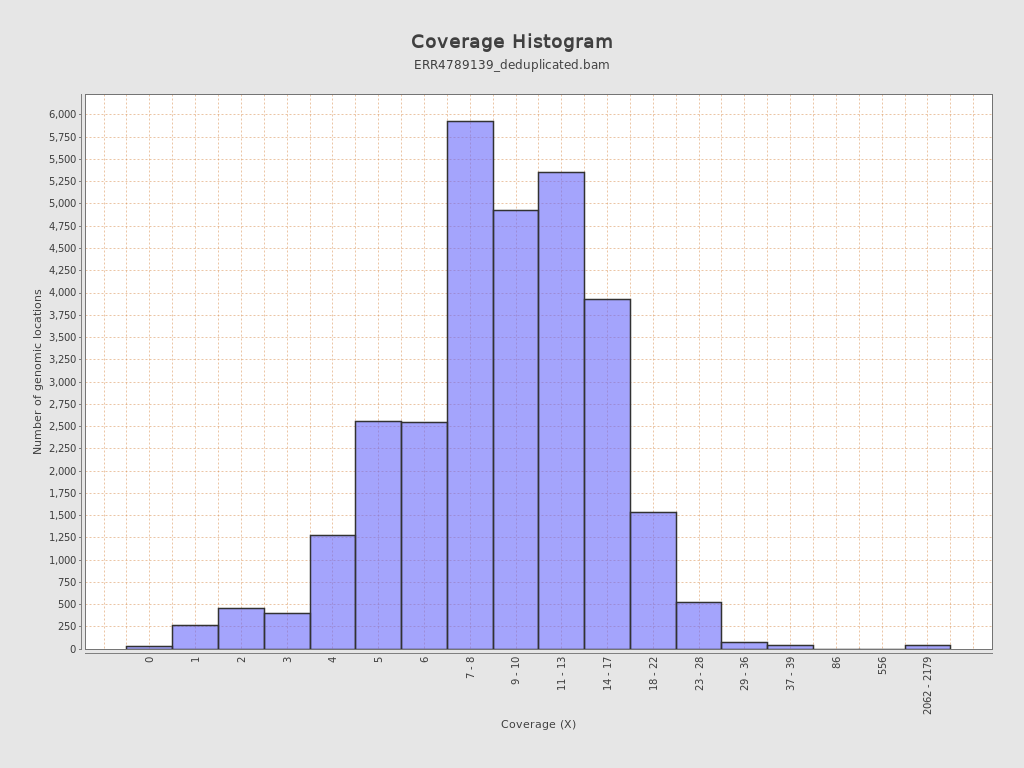 Coverage Histogram
ERR4789139_deduplicated.bam
Number of genomic locations
6,000
5,750
5,500
5,250
5,000
4,750
4,500
4,250
4,000
3,750
3,500
3,250
3,000
2,750
2,500
2,250
2,000
1,750
1,500
1,250
1,000
750
500
250
0
0
1
2
3
4
5
6
7 - 8
9 - 10
11 - 13
14 - 17
18 - 22
23 - 28
29 - 36
37 - 39
86
556
2062 - 2179
Coverage (X)